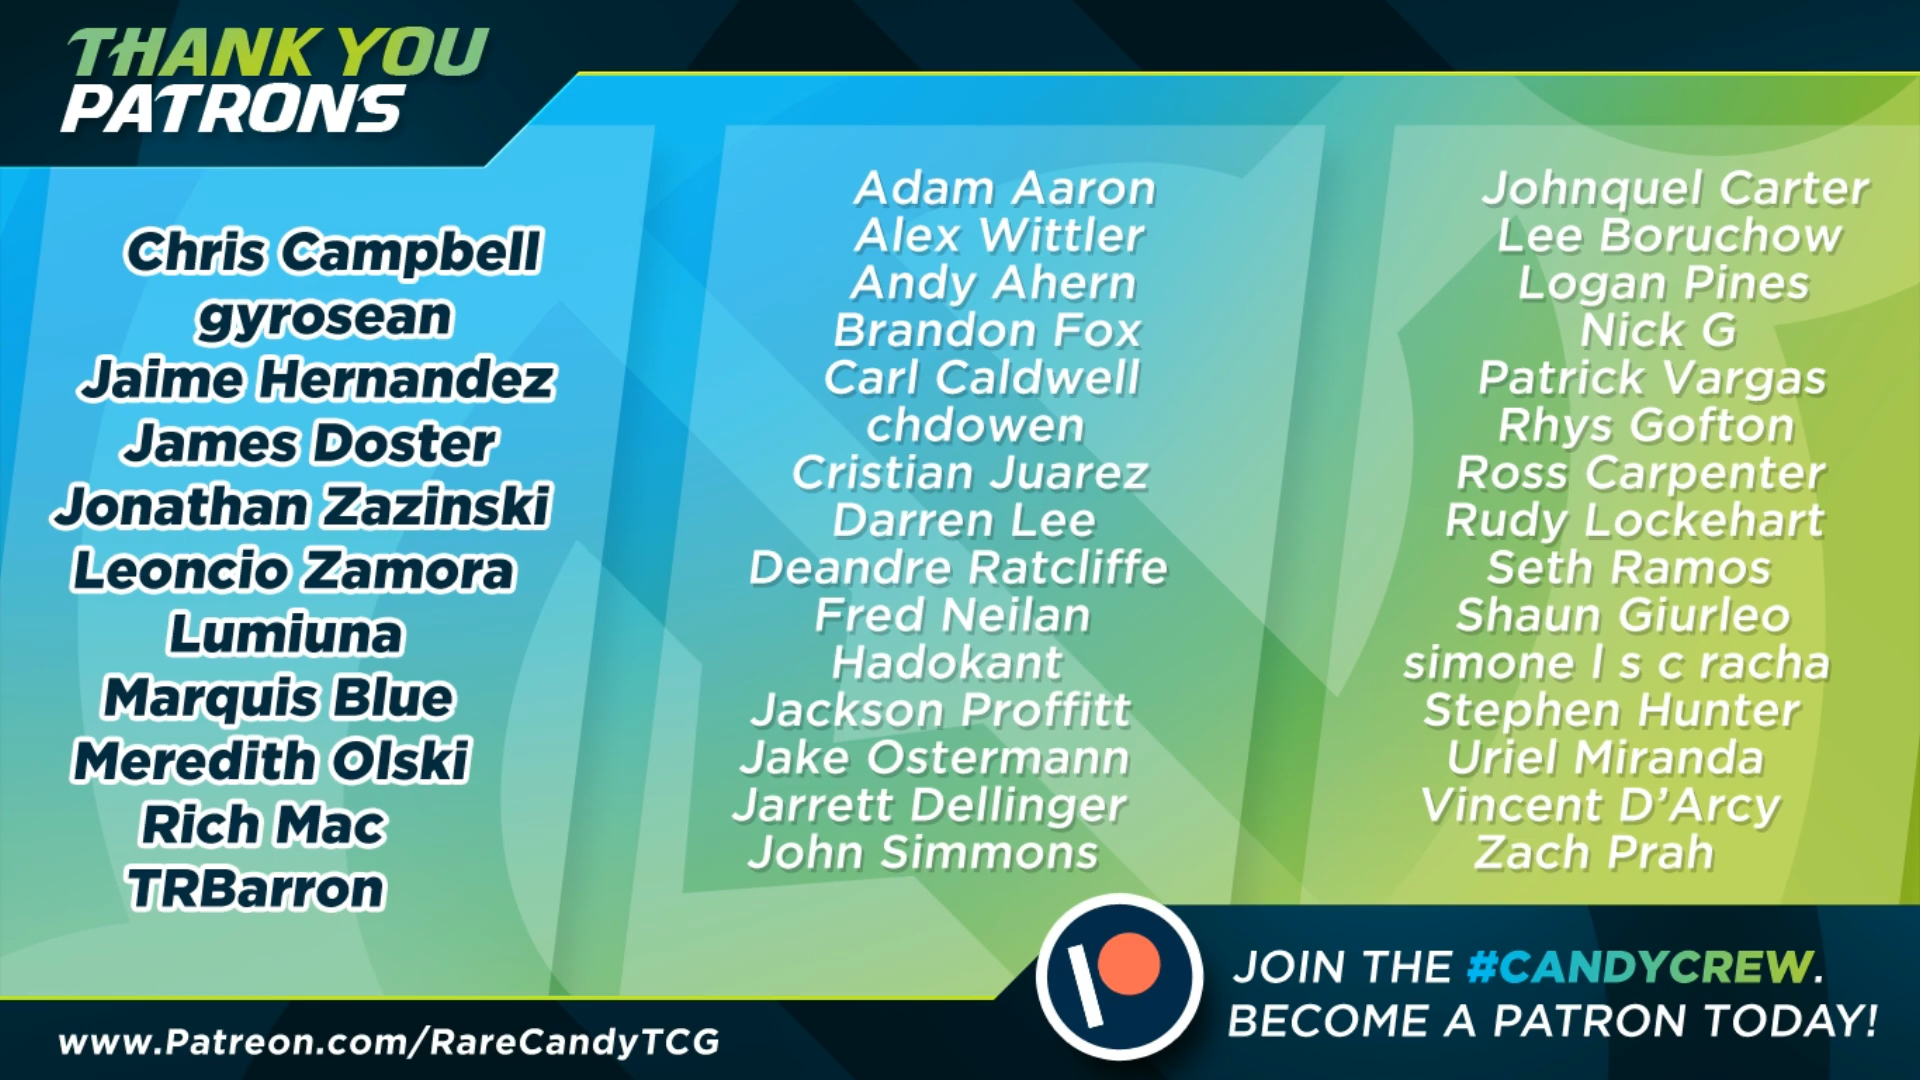 THANK YOU
PATRONS
Chris Campbell
gyrosean
Jaime Hernandez
James Doster
Jonathan Zazinski
Leoncio Zamora
Lumiuna
Marquis Blue
Meredith Olski
Rich Mac
TRBarron
Adam Aaron
Alex Wittler
Andy Ahern
Brandon Fox
Carl Caldwell
chdowen
Cristian Juarez
Darren Lee
Deandre Ratcliffe
Fred Neilan
Hadokant
Jackson Proffitt
Jake Ostermann
Jarrett Dellinger
John Simmons
Johnquel Carter
Lee Boruchow
Logan Pines
Nick G
Patrick Vargas
Rhys Gofton
Ross Carpenter
Rudy Lockehart
Seth Ramos
Shaun Giurleo
simone l s c racha
Stephen Hunter
Uriel Miranda
Vincent D’Arcy
Zach Prah
www.Patreon.com/RareCandyTCG
JOIN THE #CANDYCREW.
BECOME A PATRON TODAY!